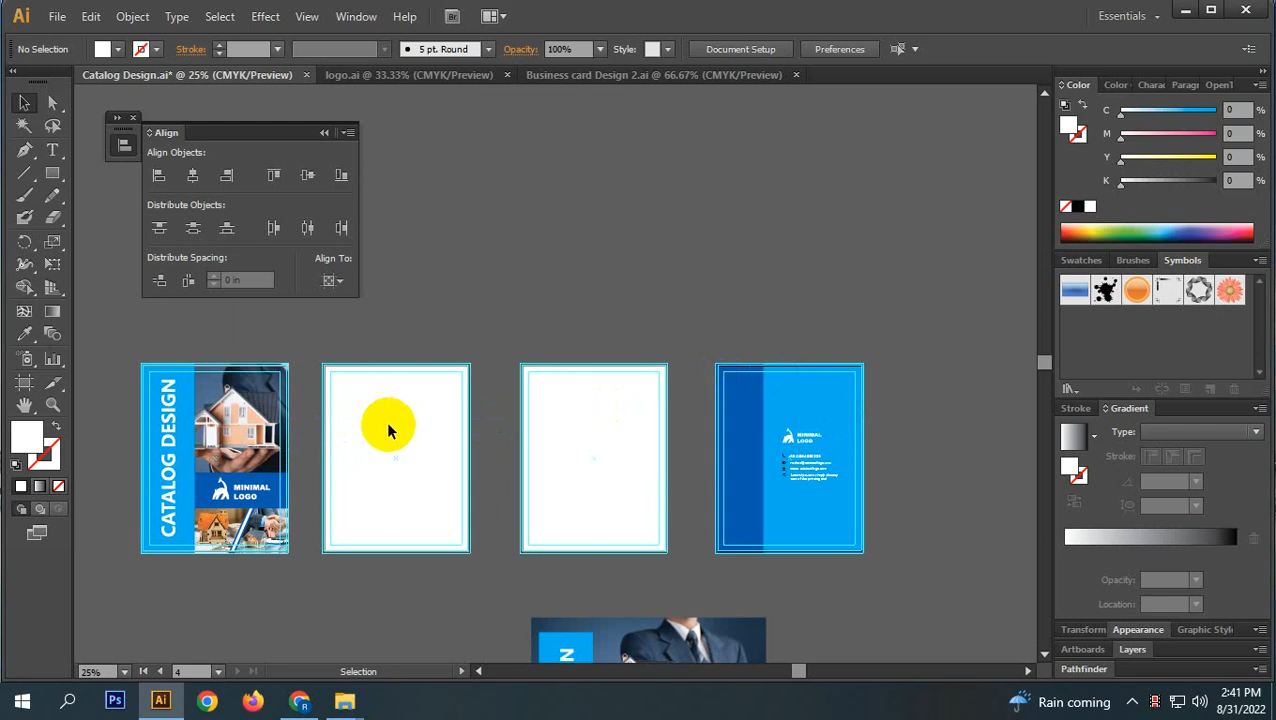 Ai File Edit Object Type Select Effect View Window Help Br Essentials
No Selection Stroke: 5 pt. Round Opacity: 100% Style: Document Setup Preferences
Catalog Design.ai* @ 25% (CMYK/Preview) × logo.ai @ 33.33% (CMYK/Preview) × Business card Design 2.ai @ 66.67% (CMYK/Preview) ×
Color Color Charac Paragr OpenT
Align
Align Objects:
Distribute Objects:
Distribute Spacing: Align To:
0 in
C 0 %
M 0 %
Y 0 %
K 0 %
Swatches Brushes Symbols
Stroke Gradient
Type:
Stroke:
Opacity:
Location:
Transform Appearance Graphic Styl
Artboards Layers
Pathfinder
CATALOG DESIGN
MINIMAL
LOGO
MINIMAL
LOGO
N
25% 4 Selection
Ps Ai R
Rain coming
2:41 PM
8/31/2022